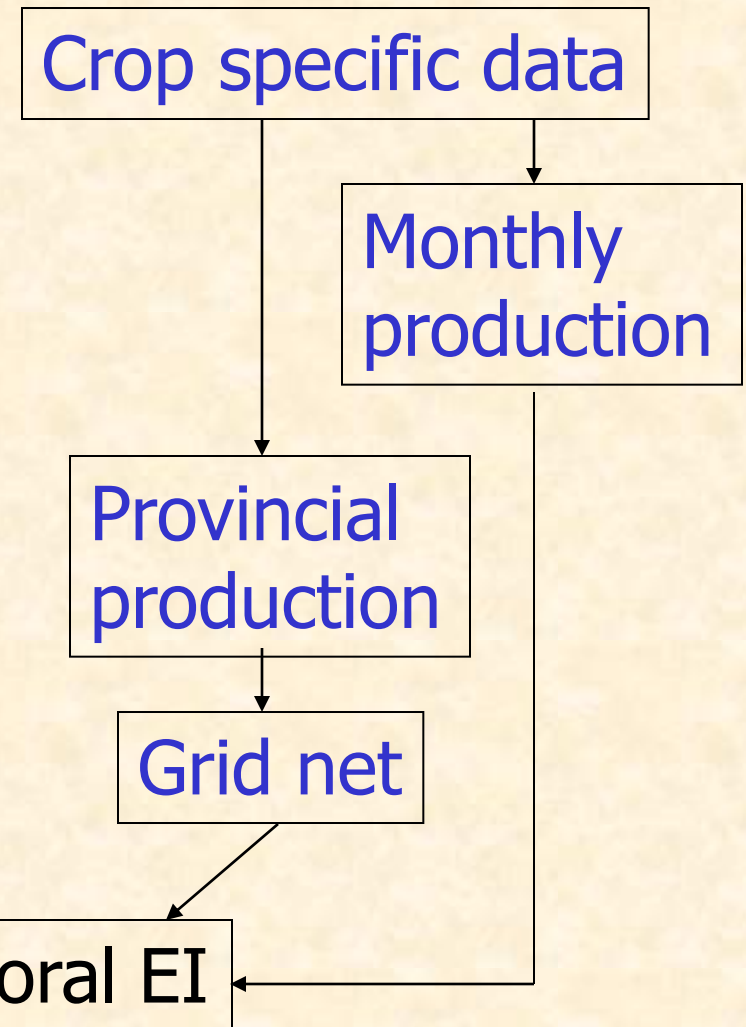 Crop specific data
Monthly
production
Provincial
production
Grid net
oral EI